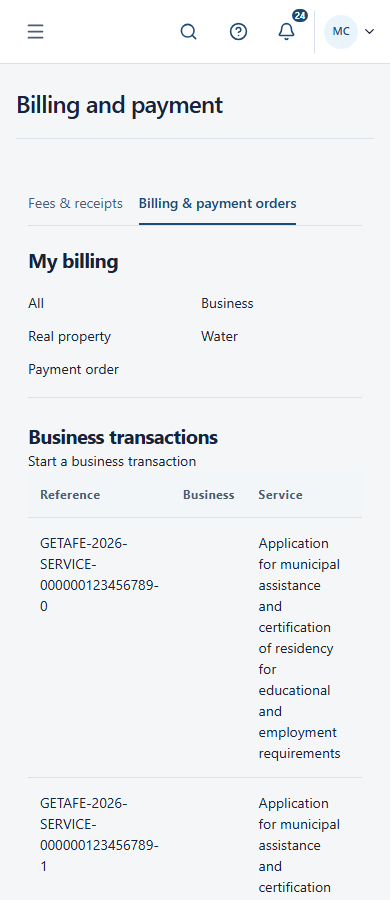 24
MC
Billing and payment
Fees & receipts
Billing & payment orders
My billing
All
Business
Real property
Water
Payment order
Business transactions
Start a business transaction
Reference
Business
Service
GETAFE-2026-
SERVICE-
000000123456789-
0
Application
for municipal
assistance
and
certification
of residency
for
educational
and
employment
requirements
GETAFE-2026-
SERVICE-
000000123456789-
1
Application
for municipal
assistance
and
certification